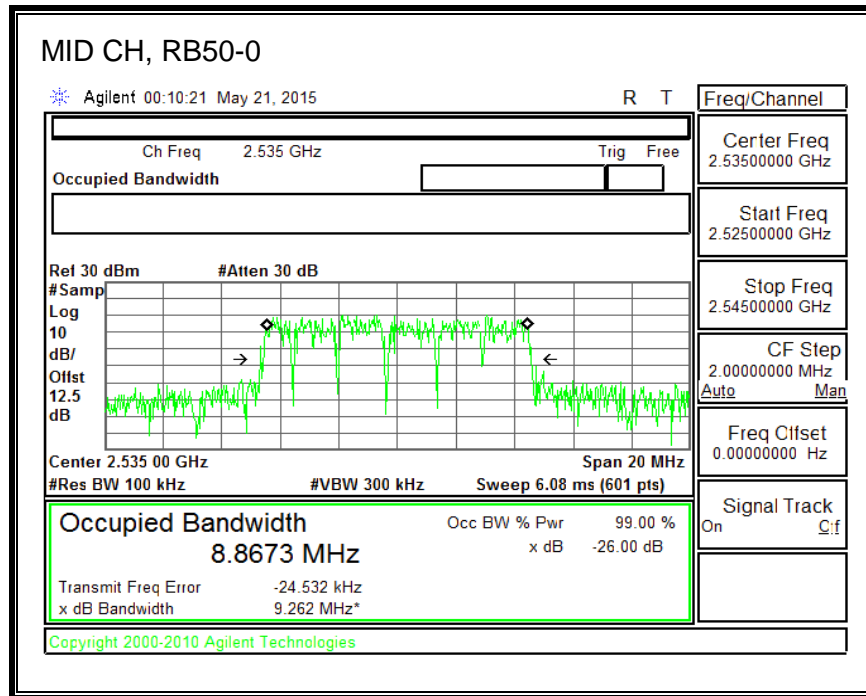 MID CH, RB50-0
Agilent 00:10:21 May 21, 2015 R T
Ch Freq 2.535 GHz Trig Free
Occupied Bandwidth
Ref 30 dBm #Atten 30 dB
#Samp
Log
10
dB/
Offst
12.5
dB
Center 2.535 00 GHz Span 20 MHz
#Res BW 100 kHz #VBW 300 kHz Sweep 6.08 ms (601 pts)
Occupied Bandwidth
8.8673 MHz
Occ BW % Pwr 99.00 %
x dB -26.00 dB
Transmit Freq Error -24.532 kHz
x dB Bandwidth 9.262 MHz*
Copyright 2000-2010 Agilent Technologies
Freq/Channel
Center Freq
2.53500000 GHz
Start Freq
2.52500000 GHz
Stop Freq
2.54500000 GHz
CF Step
2.00000000 MHz
Auto Man
Freq Offset
0.00000000 Hz
Signal Track
On